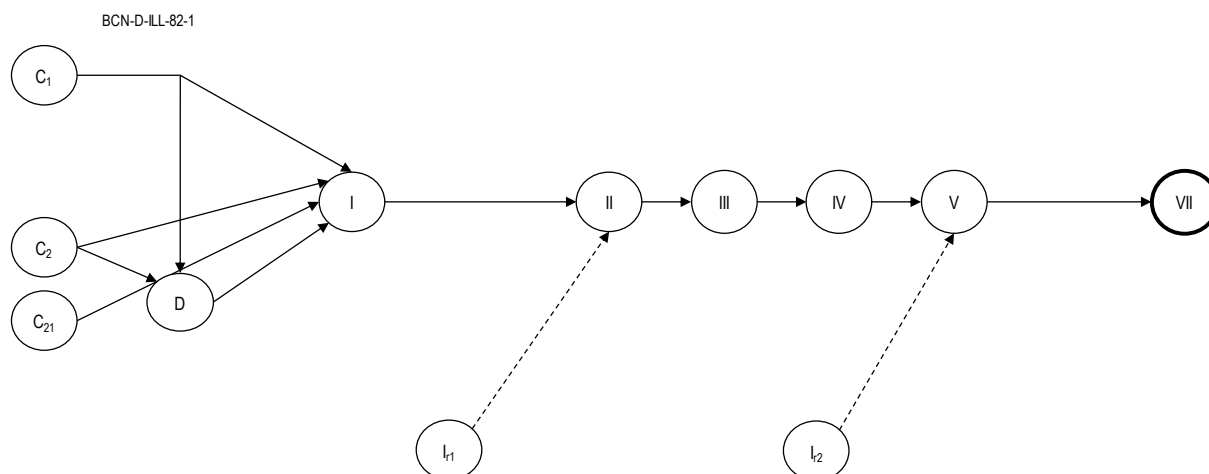 BCN-D-ILL-82-1
C₁
I
II
III
IV
V
VII
C₂
D
C₂₁
Iᵣ₁
Iᵣ₂